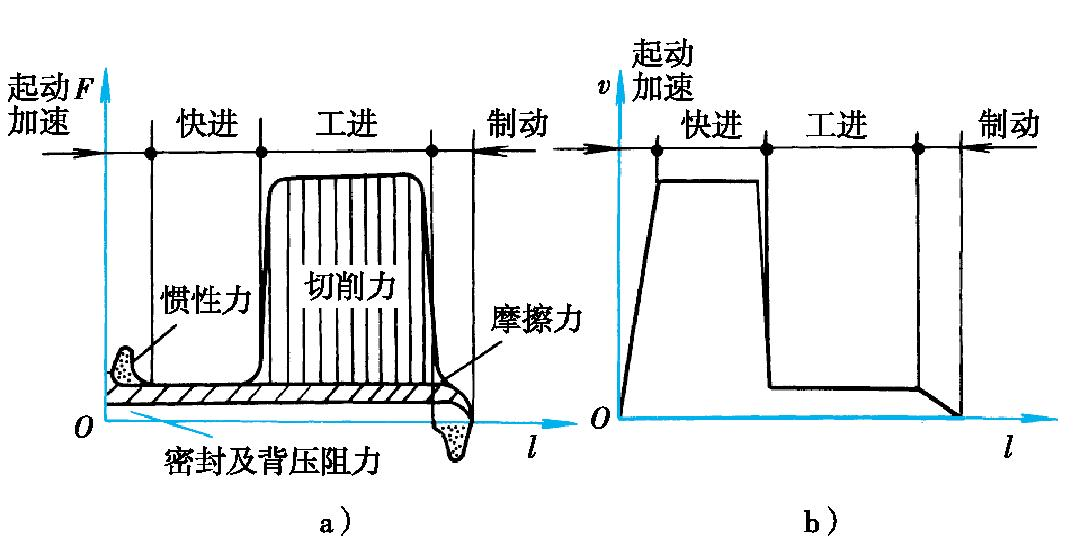 起动 F
加速
快进
工进
制动
惯性力
切削力
摩擦力
O
l
密封及背压阻力
a）
起动
加速
v
快进
工进
制动
O
l
b）